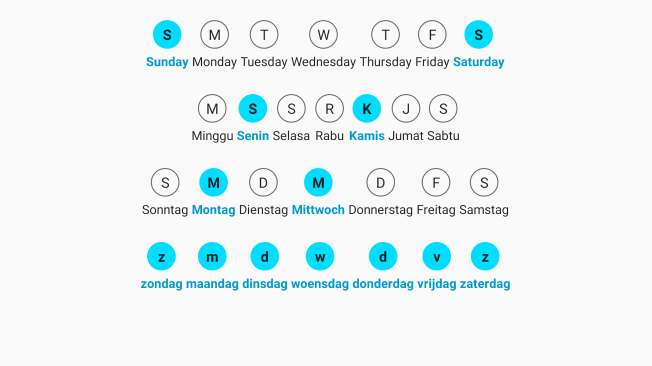 S M T W T F S
Sunday Monday Tuesday Wednesday Thursday Friday Saturday
M S S R K J S
Minggu Senin Selasa Rabu Kamis Jumat Sabtu
S M D M D F S
Sonntag Montag Dienstag Mittwoch Donnerstag Freitag Samstag
z m d w d v z
zondag maandag dinsdag woensdag donderdag vrijdag zaterdag